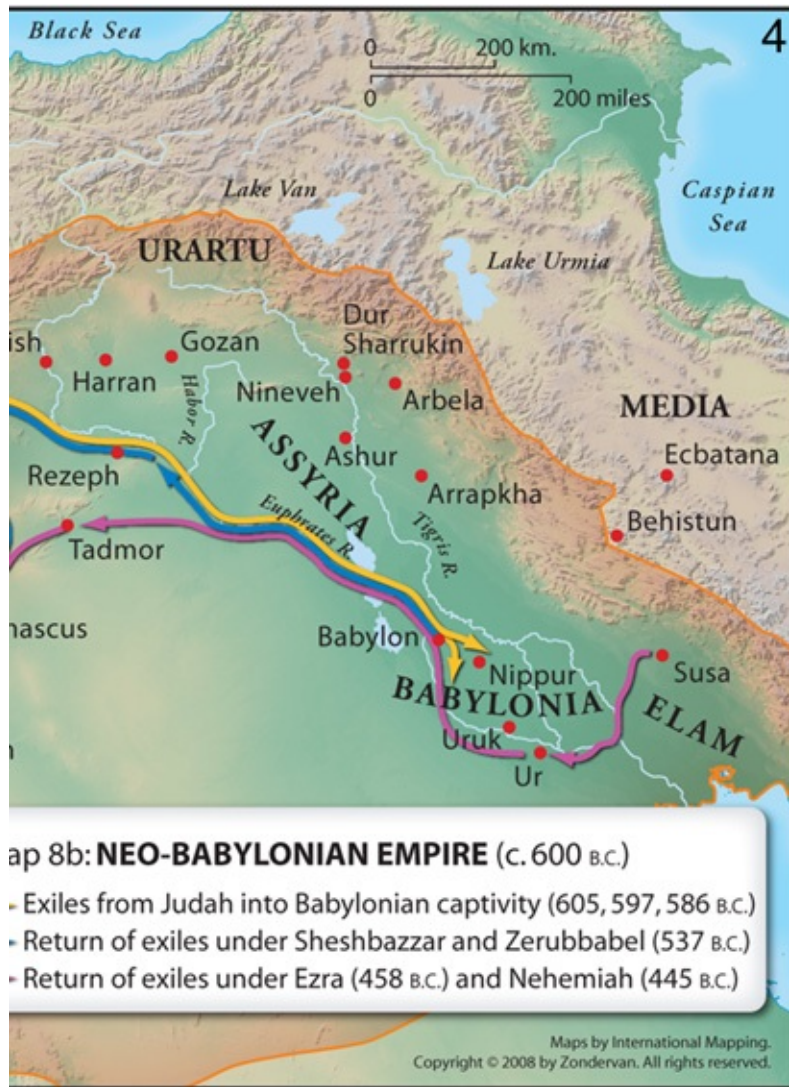 Black Sea
4
0 200 km.
0 200 miles
Lake Van
Caspian
Sea
URARTU
Lake Urmia
Dur
Sharrukin
ish
Gozan
Harran
Habor R.
Nineveh
Arbela
MEDIA
ASSYRIA
Ashur
Ecbatana
Rezeph
Arrapkha
Euphrates R.
Tigris R.
Behistun
Tadmor
nascus
Babylon
Nippur
Susa
BABYLONIA
ELAM
Uruk
Ur
ap 8b: NEO-BABYLONIAN EMPIRE (c. 600 B.C.)
Exiles from Judah into Babylonian captivity (605, 597, 586 B.C.)
Return of exiles under Sheshbazzar and Zerubbabel (537 B.C.)
Return of exiles under Ezra (458 B.C.) and Nehemiah (445 B.C.)
Maps by International Mapping.
Copyright © 2008 by Zondervan. All rights reserved.